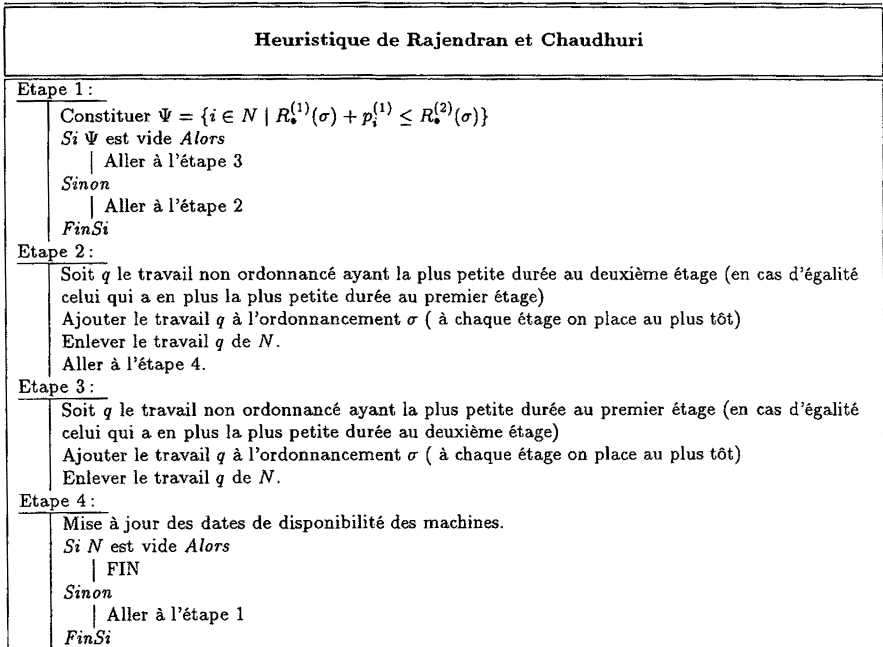 Heuristique de Rajendran et Chaudhuri
Etape 1 :
Constituer Ψ = {i ∈ N | R•^(1)(σ) + p_i^(1) ≤ R•^(2)(σ)}
Si Ψ est vide Alors
| Aller à l'étape 3
Sinon
| Aller à l'étape 2
FinSi
Etape 2 :
Soit q le travail non ordonnancé ayant la plus petite durée au deuxième étage (en cas d'égalité
celui qui a en plus la plus petite durée au premier étage)
Ajouter le travail q à l'ordonnancement σ ( à chaque étage on place au plus tôt)
Enlever le travail q de N.
Aller à l'étape 4.
Etape 3 :
Soit q le travail non ordonnancé ayant la plus petite durée au premier étage (en cas d'égalité
celui qui a en plus la plus petite durée au deuxième étage)
Ajouter le travail q à l'ordonnancement σ ( à chaque étage on place au plus tôt)
Enlever le travail q de N.
Etape 4 :
Mise à jour des dates de disponibilité des machines.
Si N est vide Alors
| FIN
Sinon
| Aller à l'étape 1
FinSi